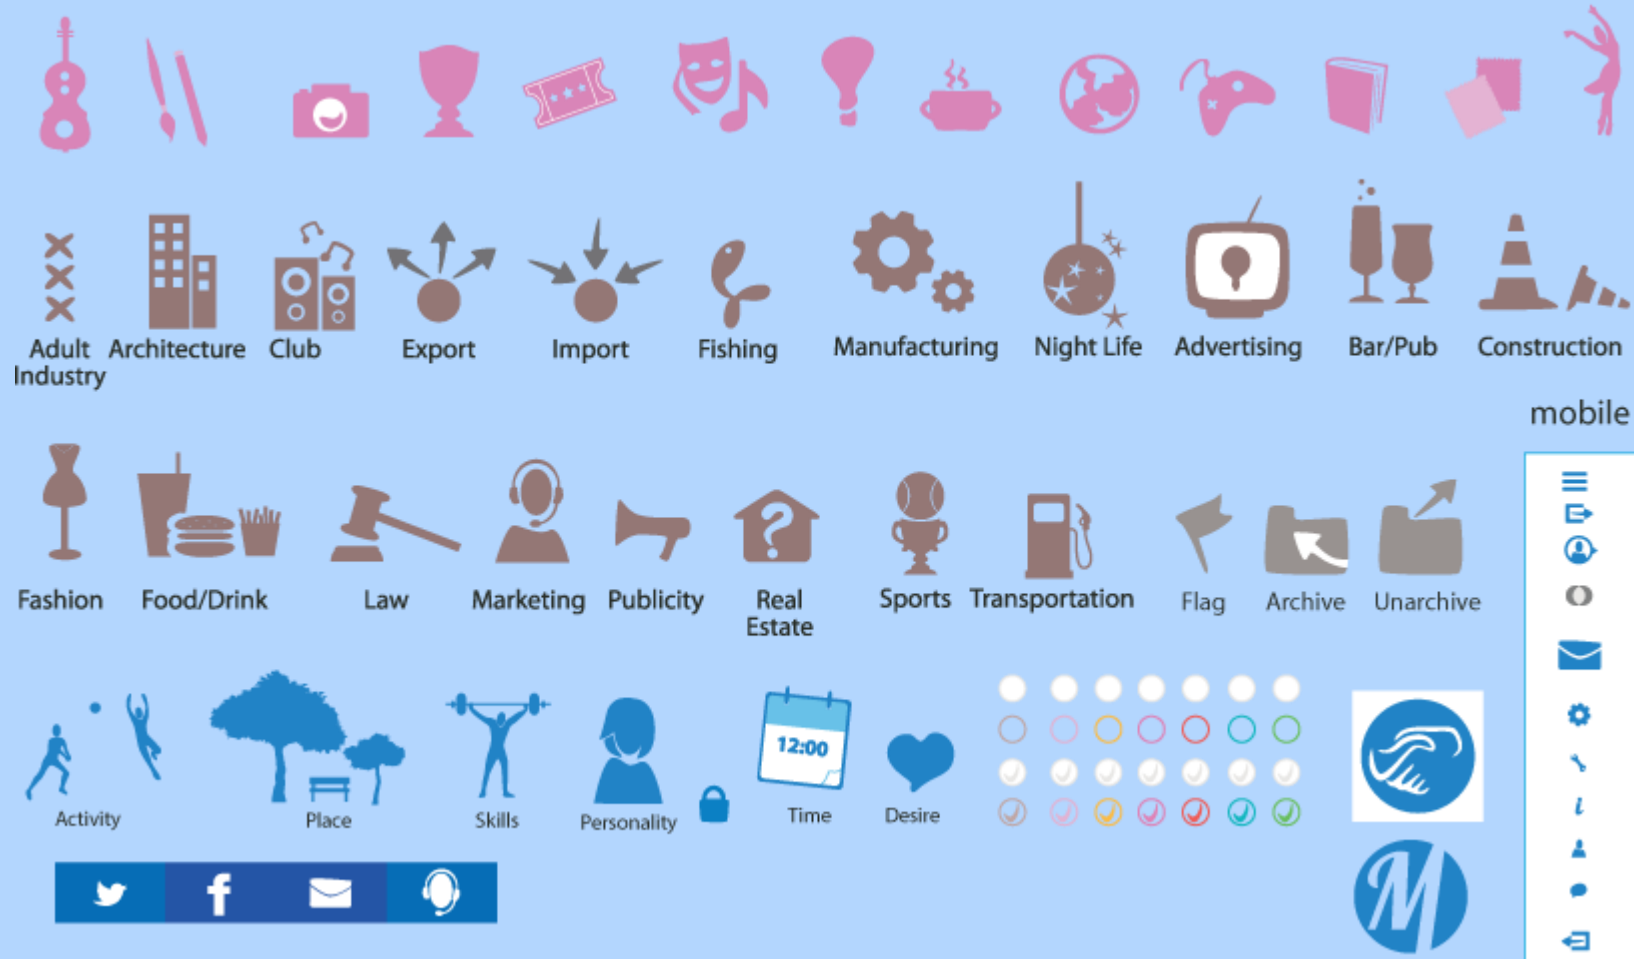 Adult
Industry
Architecture
Club
Export
Import
Fishing
Manufacturing
Night Life
Advertising
Bar/Pub
Construction
mobile
Fashion
Food/Drink
Law
Marketing
Publicity
Real
Estate
Sports
Transportation
Flag
Archive
Unarchive
12:00
Activity
Place
Skills
Personality
Time
Desire
i
f
M